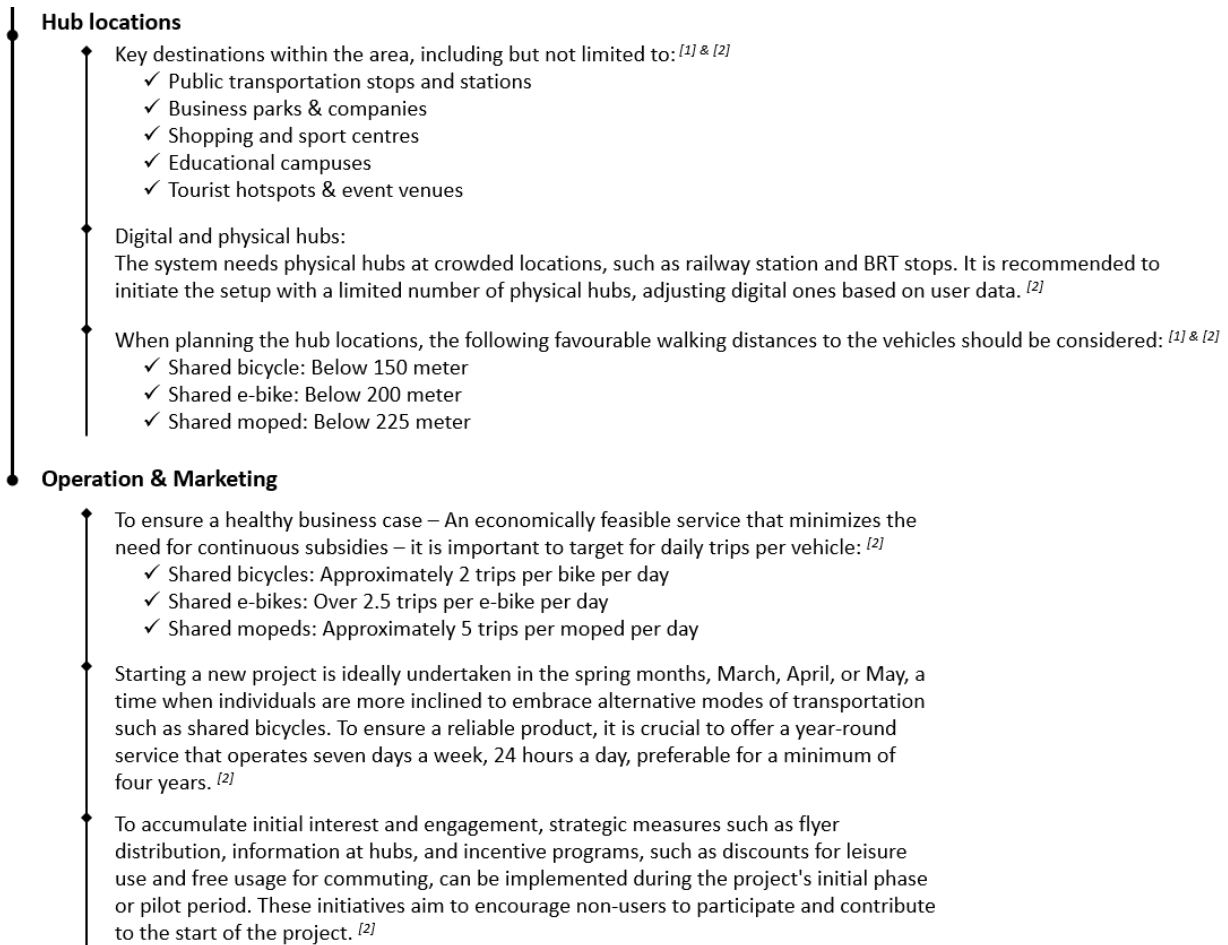 Hub locations
Key destinations within the area, including but not limited to: [1] & [2]
✓ Public transportation stops and stations
✓ Business parks & companies
✓ Shopping and sport centres
✓ Educational campuses
✓ Tourist hotspots & event venues
Digital and physical hubs:
The system needs physical hubs at crowded locations, such as railway station and BRT stops. It is recommended to
initiate the setup with a limited number of physical hubs, adjusting digital ones based on user data. [2]
When planning the hub locations, the following favourable walking distances to the vehicles should be considered: [1] & [2]
✓ Shared bicycle: Below 150 meter
✓ Shared e-bike: Below 200 meter
✓ Shared moped: Below 225 meter
Operation & Marketing
To ensure a healthy business case – An economically feasible service that minimizes the
need for continuous subsidies – it is important to target for daily trips per vehicle: [2]
✓ Shared bicycles: Approximately 2 trips per bike per day
✓ Shared e-bikes: Over 2.5 trips per e-bike per day
✓ Shared mopeds: Approximately 5 trips per moped per day
Starting a new project is ideally undertaken in the spring months, March, April, or May, a
time when individuals are more inclined to embrace alternative modes of transportation
such as shared bicycles. To ensure a reliable product, it is crucial to offer a year-round
service that operates seven days a week, 24 hours a day, preferable for a minimum of
four years. [2]
To accumulate initial interest and engagement, strategic measures such as flyer
distribution, information at hubs, and incentive programs, such as discounts for leisure
use and free usage for commuting, can be implemented during the project's initial phase
or pilot period. These initiatives aim to encourage non-users to participate and contribute
to the start of the project. [2]